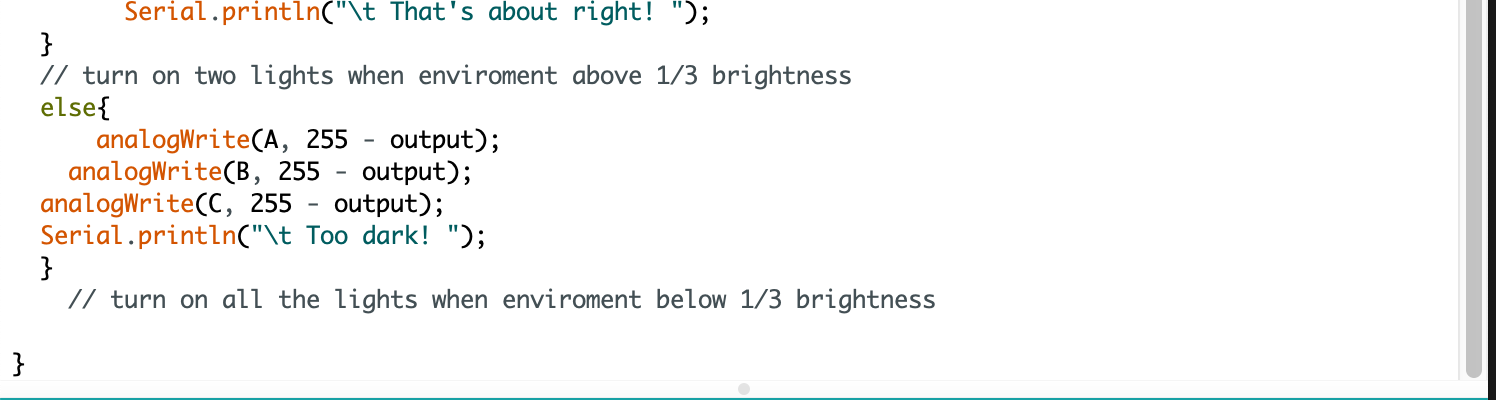 Serial.println("\t That's about right! ");
}
// turn on two lights when enviroment above 1/3 brightness
else{
analogWrite(A, 255 - output);
analogWrite(B, 255 - output);
analogWrite(C, 255 - output);
Serial.println("\t Too dark! ");
}
// turn on all the lights when enviroment below 1/3 brightness
}